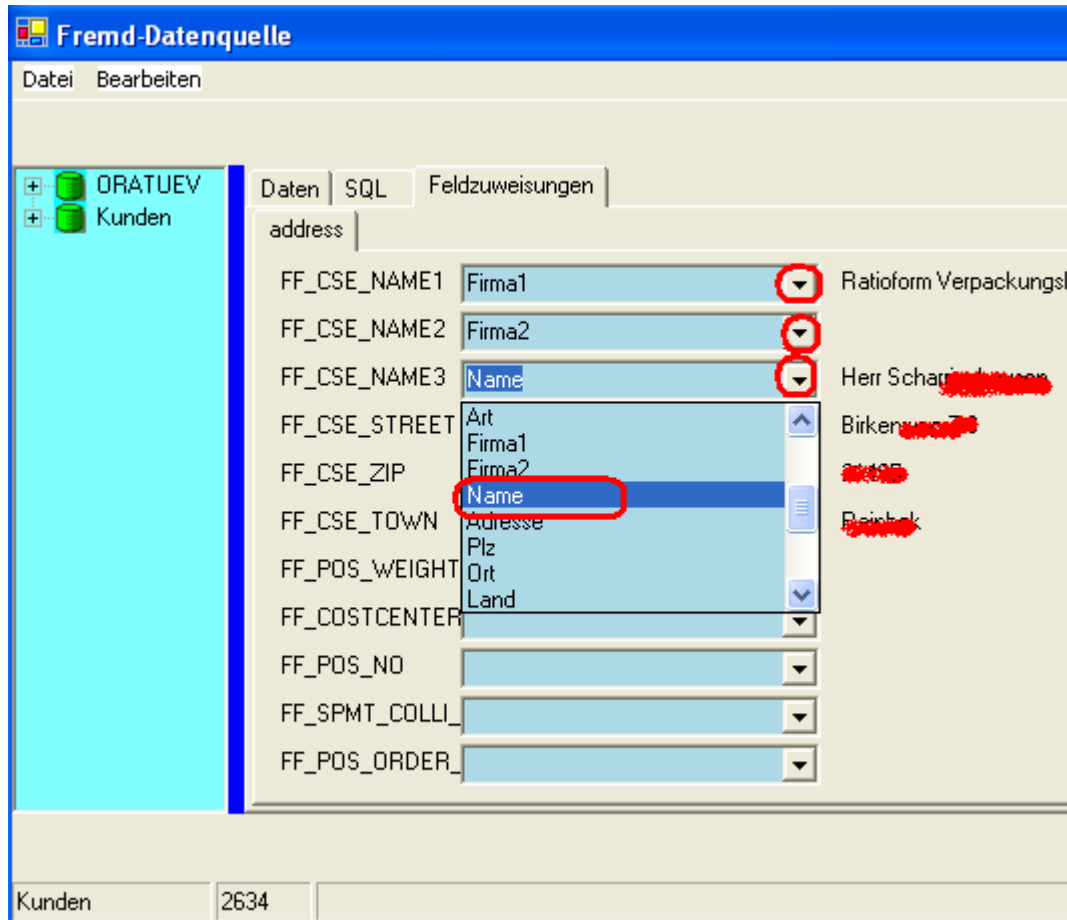 Fremd-Datenquelle
Datei Bearbeiten
ORATUEV
Kunden
Daten SQL Feldzuweisungen
address
FF_CSE_NAME1 Firma1 Ratioform Verpackungsl
FF_CSE_NAME2 Firma2
FF_CSE_NAME3 Name Herr
FF_CSE_STREET
FF_CSE_ZIP
FF_CSE_TOWN
FF_POS_WEIGHT
FF_COSTCENTER
FF_POS_NO
FF_SPMT_COLLI_
FF_POS_ORDER_
Art
Firma1
Firma2
Name
Adresse
Plz
Ort
Land
Kunden 2634